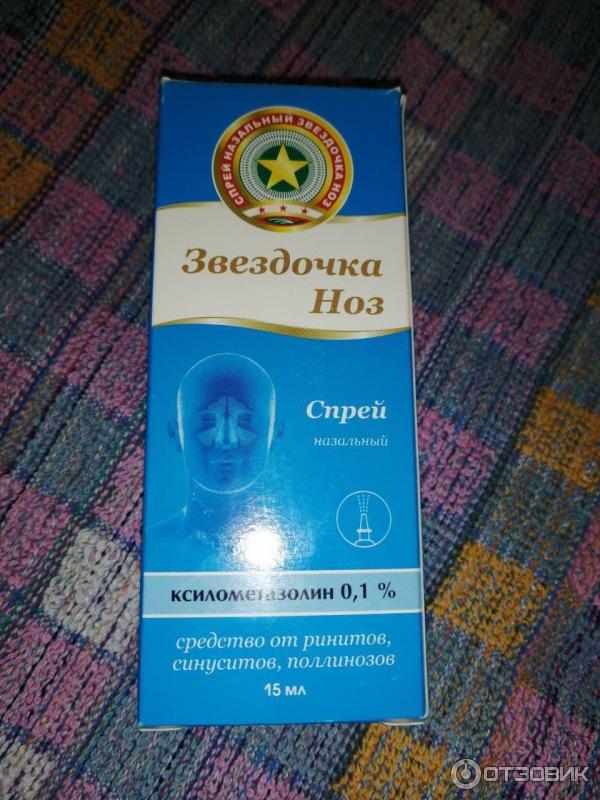 СПРЕЙ НАЗАЛЬНЫЙ ЗВЕЗДОЧКА НОЗ
Звездочка
Ноз
Спрей
назальный
ксилометазолин 0,1 %
средство от ринитов,
синуситов, поллинозов
15 мл
ОТЗОВИК